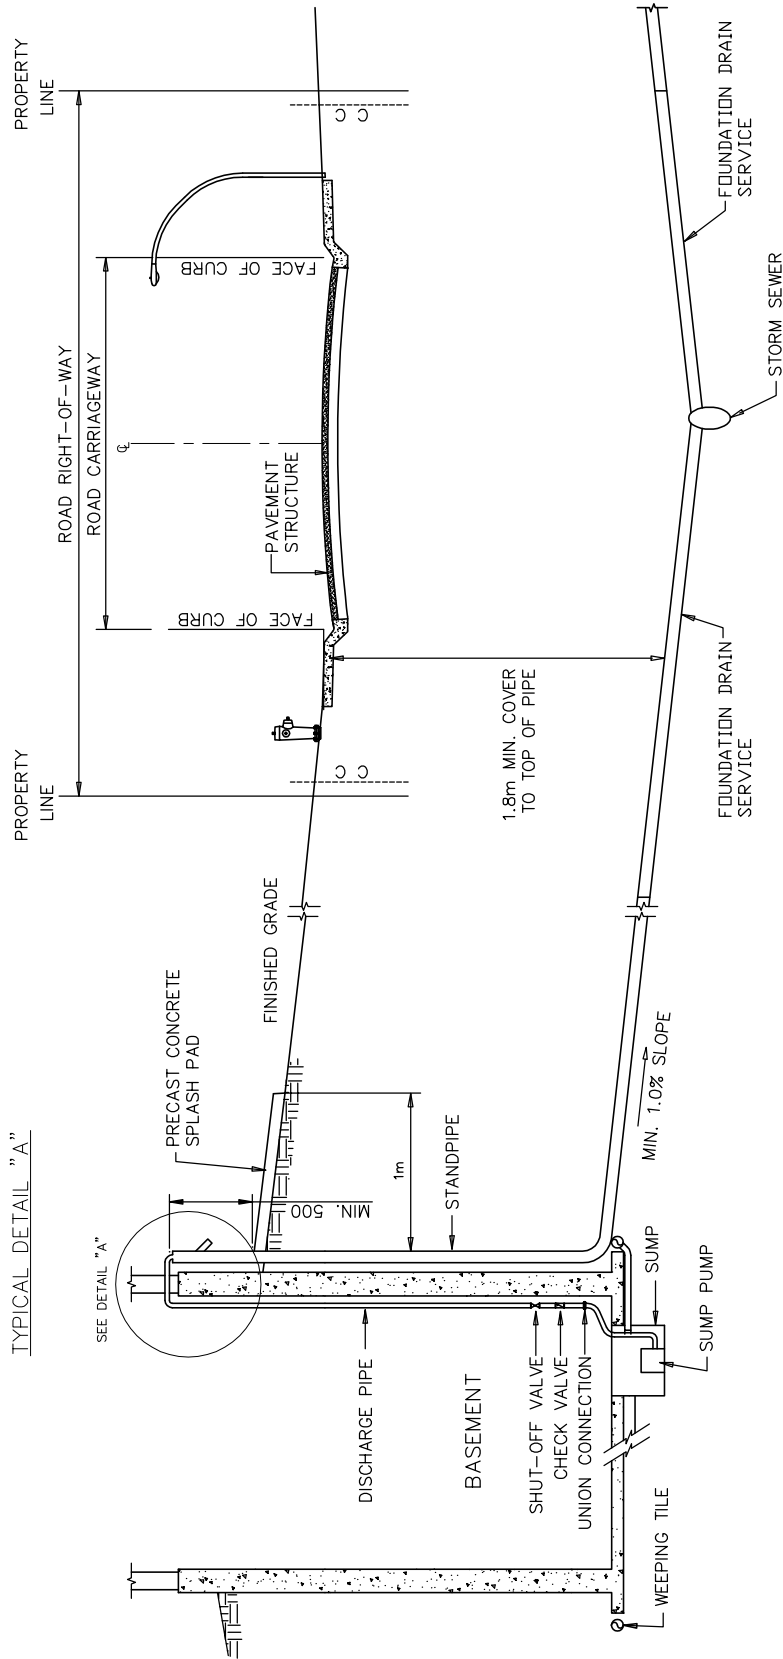 TYPICAL DETAIL "A"
SEE DETAIL "A"
PRECAST CONCRETE
SPLASH PAD
MIN. 500
FINISHED GRADE
1m
STANDPIPE
DISCHARGE PIPE
BASEMENT
SHUT-OFF VALVE
CHECK VALVE
UNION CONNECTION
WEEPING TILE
SUMP PUMP
SUMP
MIN. 1.0% SLOPE
PROPERTY
LINE
ROAD RIGHT-OF-WAY
ROAD CARRIAGEWAY
PROPERTY
LINE
FACE OF CURB
℄
FACE OF CURB
PAVEMENT
STRUCTURE
C C
C C
1.8m MIN. COVER
TO TOP OF PIPE
FOUNDATION DRAIN
SERVICE
STORM SEWER
FOUNDATION DRAIN
SERVICE